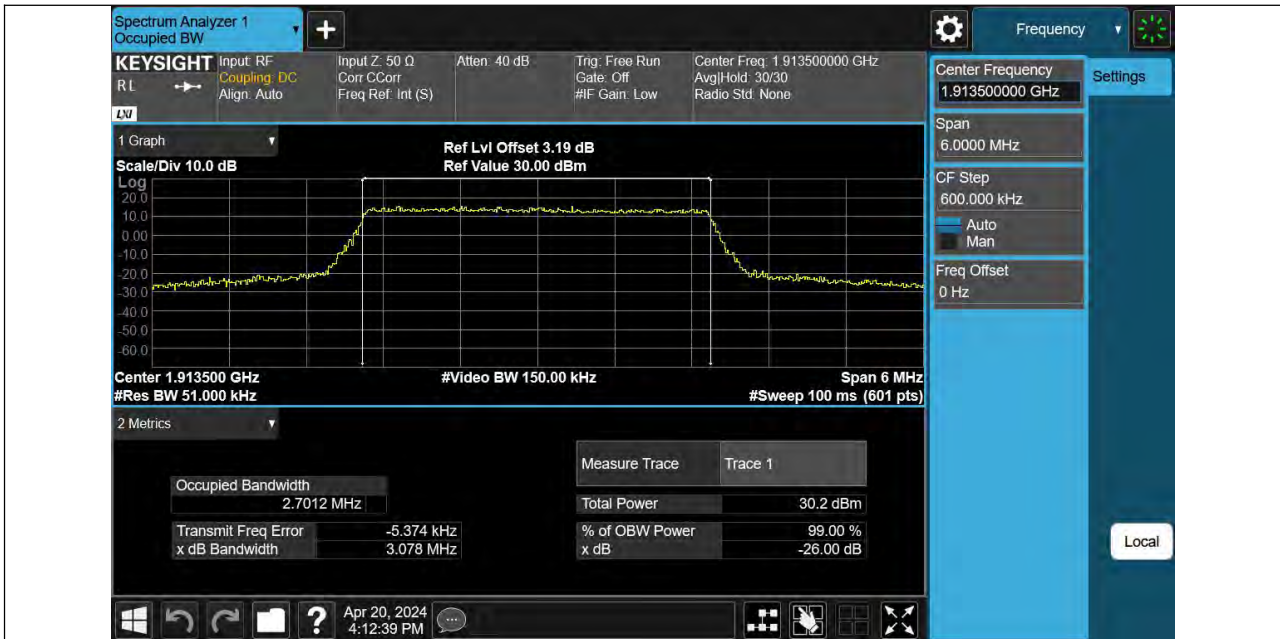 Spectrum Analyzer 1
Occupied BW
+
Frequency
KEYSIGHT
RL
LXI
Input: RF
Coupling: DC
Align: Auto
Input Z: 50 Ω
Corr CCorr
Freq Ref: Int (S)
Atten: 40 dB
Trig: Free Run
Gate: Off
#IF Gain: Low
Center Freq: 1.913500000 GHz
Avg|Hold: 30/30
Radio Std: None
Center Frequency
1.913500000 GHz
Settings
Span
6.0000 MHz
CF Step
600.000 kHz
Auto
Man
Freq Offset
0 Hz
Local
1 Graph
Scale/Div 10.0 dB
Ref Lvl Offset 3.19 dB
Ref Value 30.00 dBm
Log
20.0
10.0
0.00
-10.0
-20.0
-30.0
-40.0
-50.0
-60.0
Center 1.913500 GHz
#Video BW 150.00 kHz
Span 6 MHz
#Res BW 51.000 kHz
#Sweep 100 ms (601 pts)
2 Metrics
Measure Trace
Trace 1
Occupied Bandwidth
2.7012 MHz
Total Power
30.2 dBm
Transmit Freq Error
-5.374 kHz
% of OBW Power
99.00 %
x dB Bandwidth
3.078 MHz
x dB
-26.00 dB
?
Apr 20, 2024
4:12:39 PM